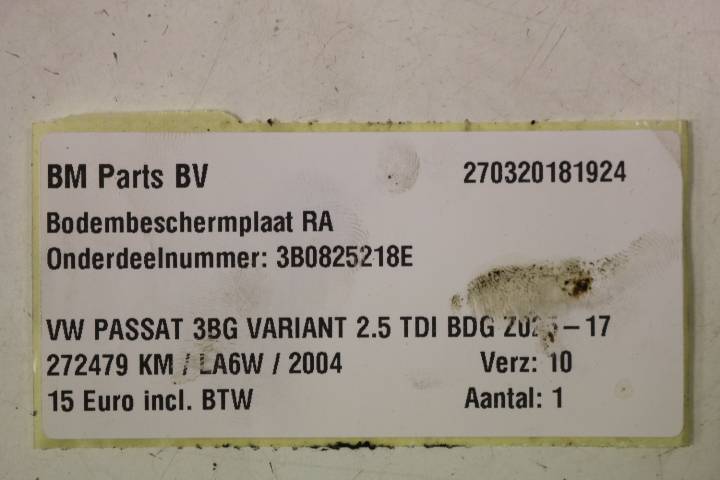 BM Parts BV 270320181924
Bodembeschermplaat RA
Onderdeelnummer: 3B0825218E
VW PASSAT 3BG VARIANT 2.5 TDI BDG – 17
272479 KM / LA6W / 2004 Verz: 10
15 Euro incl. BTW Aantal: 1